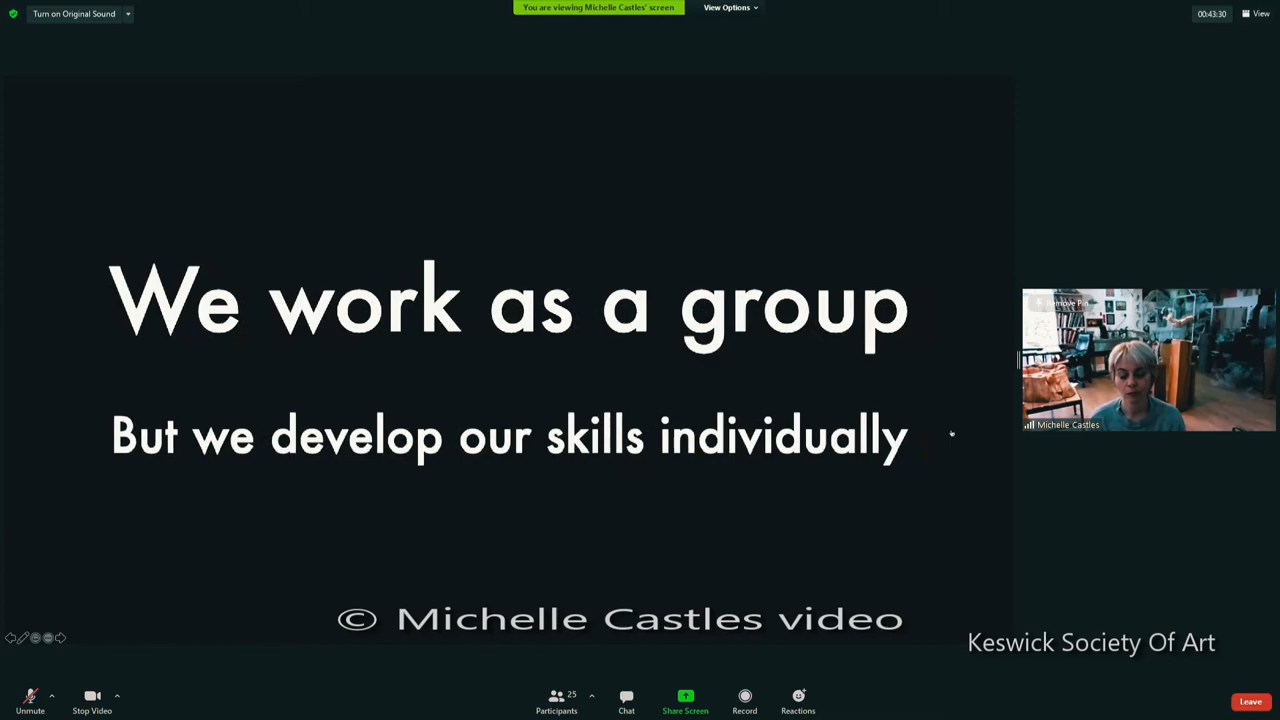 Turn on Original Sound
You are viewing Michelle Castles' screen
View Options
00:43:30
View
We work as a group
But we develop our skills individually
Remove Pin
Michelle Castles
© Michelle Castles video
Keswick Society Of Art
Unmute
Stop Video
Participants
25
Chat
Share Screen
Record
Reactions
Leave